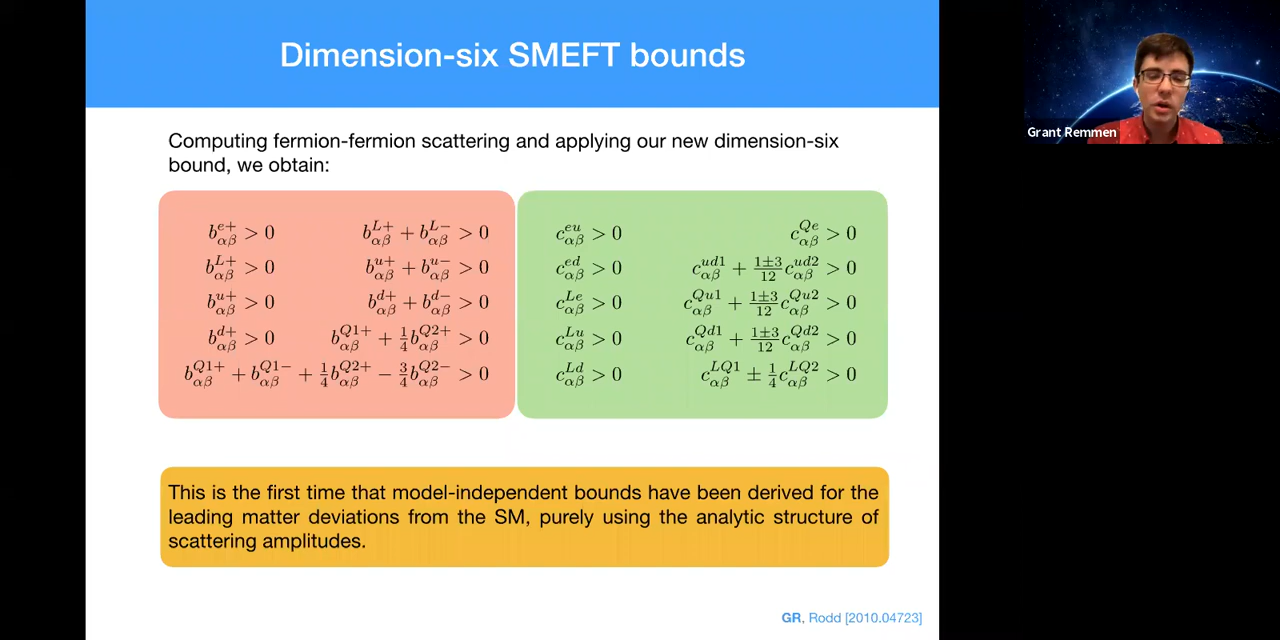 Dimension-six SMEFT bounds
Grant Remmen
Computing fermion-fermion scattering and applying our new dimension-six
bound, we obtain:
b^{e+}_{αβ} > 0    b^{L+}_{αβ} + b^{L−}_{αβ} > 0
b^{L+}_{αβ} > 0    b^{u+}_{αβ} + b^{u−}_{αβ} > 0
b^{u+}_{αβ} > 0    b^{d+}_{αβ} + b^{d−}_{αβ} > 0
b^{d+}_{αβ} > 0    b^{Q1+}_{αβ} + 1/4 b^{Q2+}_{αβ} > 0
b^{Q1+}_{αβ} + b^{Q1−}_{αβ} + 1/4 b^{Q2+}_{αβ} − 3/4 b^{Q2−}_{αβ} > 0
c^{eu}_{αβ} > 0    c^{Qe}_{αβ} > 0
c^{ed}_{αβ} > 0    c^{ud1}_{αβ} + 1±3/12 c^{ud2}_{αβ} > 0
c^{Le}_{αβ} > 0    c^{Qu1}_{αβ} + 1±3/12 c^{Qu2}_{αβ} > 0
c^{Lu}_{αβ} > 0    c^{Qd1}_{αβ} + 1±3/12 c^{Qd2}_{αβ} > 0
c^{Ld}_{αβ} > 0    c^{LQ1}_{αβ} ± 1/4 c^{LQ2}_{αβ} > 0
This is the first time that model-independent bounds have been derived for the
leading matter deviations from the SM, purely using the analytic structure of
scattering amplitudes.
GR, Rodd [2010.04723]